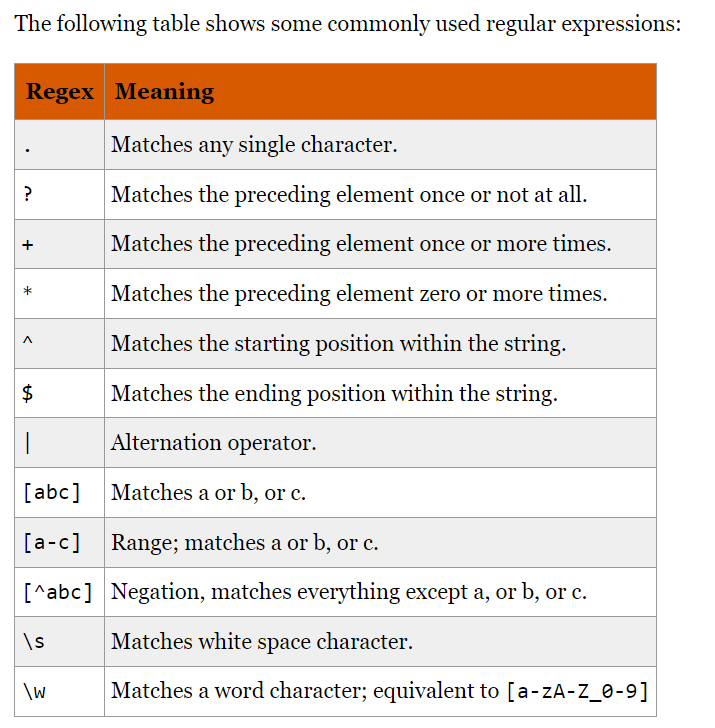 The following table shows some commonly used regular expressions:
Regex Meaning
. Matches any single character.
? Matches the preceding element once or not at all.
+ Matches the preceding element once or more times.
* Matches the preceding element zero or more times.
^ Matches the starting position within the string.
$ Matches the ending position within the string.
| Alternation operator.
[abc] Matches a or b, or c.
[a-c] Range; matches a or b, or c.
[^abc] Negation, matches everything except a, or b, or c.
\s Matches white space character.
\w Matches a word character; equivalent to [a-zA-Z_0-9]